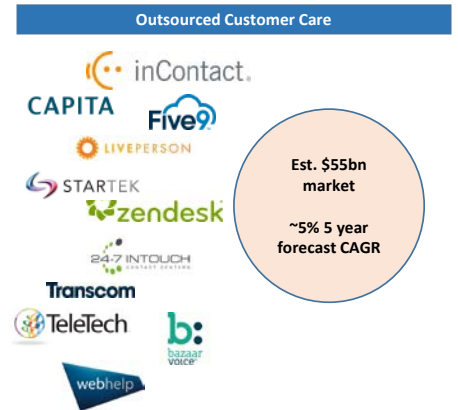 Outsourced Customer Care
inContact.
CAPITA
Five9
LIVEPERSON
STARTEK
zendesk
24-7 INTOUCH
CONTACT CENTERS
Transcom
TeleTech
b:
bazaar
voice
webhelp
Est. $55bn
market
~5% 5 year
forecast CAGR